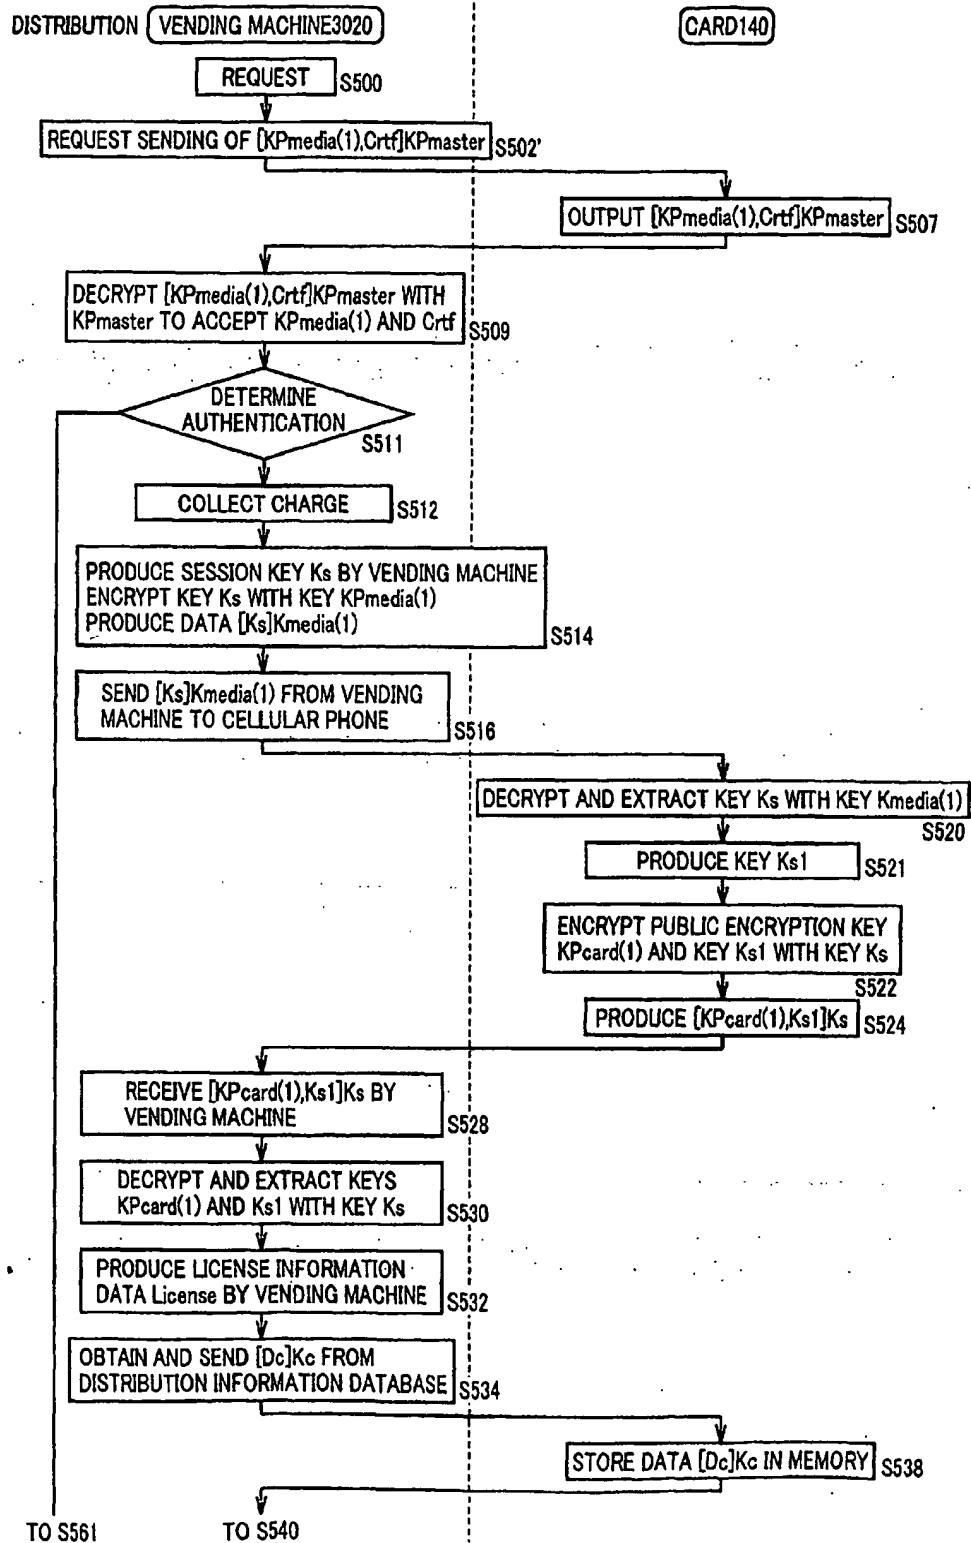 DISTRIBUTION VENDING MACHINE3020
CARD140
REQUEST S500
REQUEST SENDING OF [KPmedia(1),Crtf]KPmaster S502'
OUTPUT [KPmedia(1),Crtf]KPmaster S507
DECRYPT [KPmedia(1),Crtf]KPmaster WITH
KPmaster TO ACCEPT KPmedia(1) AND Crtf S509
DETERMINE
AUTHENTICATION
S511
COLLECT CHARGE S512
PRODUCE SESSION KEY Ks BY VENDING MACHINE
ENCRYPT KEY Ks WITH KEY KPmedia(1)
PRODUCE DATA [Ks]Kmedia(1)
S514
SEND [Ks]Kmedia(1) FROM VENDING
MACHINE TO CELLULAR PHONE S516
DECRYPT AND EXTRACT KEY Ks WITH KEY Kmedia(1)
S520
PRODUCE KEY Ks1 S521
ENCRYPT PUBLIC ENCRYPTION KEY
KPcard(1) AND KEY Ks1 WITH KEY Ks
S522
PRODUCE [KPcard(1),Ks1]Ks S524
RECEIVE [KPcard(1),Ks1]Ks BY
VENDING MACHINE S528
DECRYPT AND EXTRACT KEYS
KPcard(1) AND Ks1 WITH KEY Ks S530
PRODUCE LICENSE INFORMATION
DATA License BY VENDING MACHINE S532
OBTAIN AND SEND [Dc]Kc FROM
DISTRIBUTION INFORMATION DATABASE S534
STORE DATA [Dc]Kc IN MEMORY S538
TO S561 TO S540